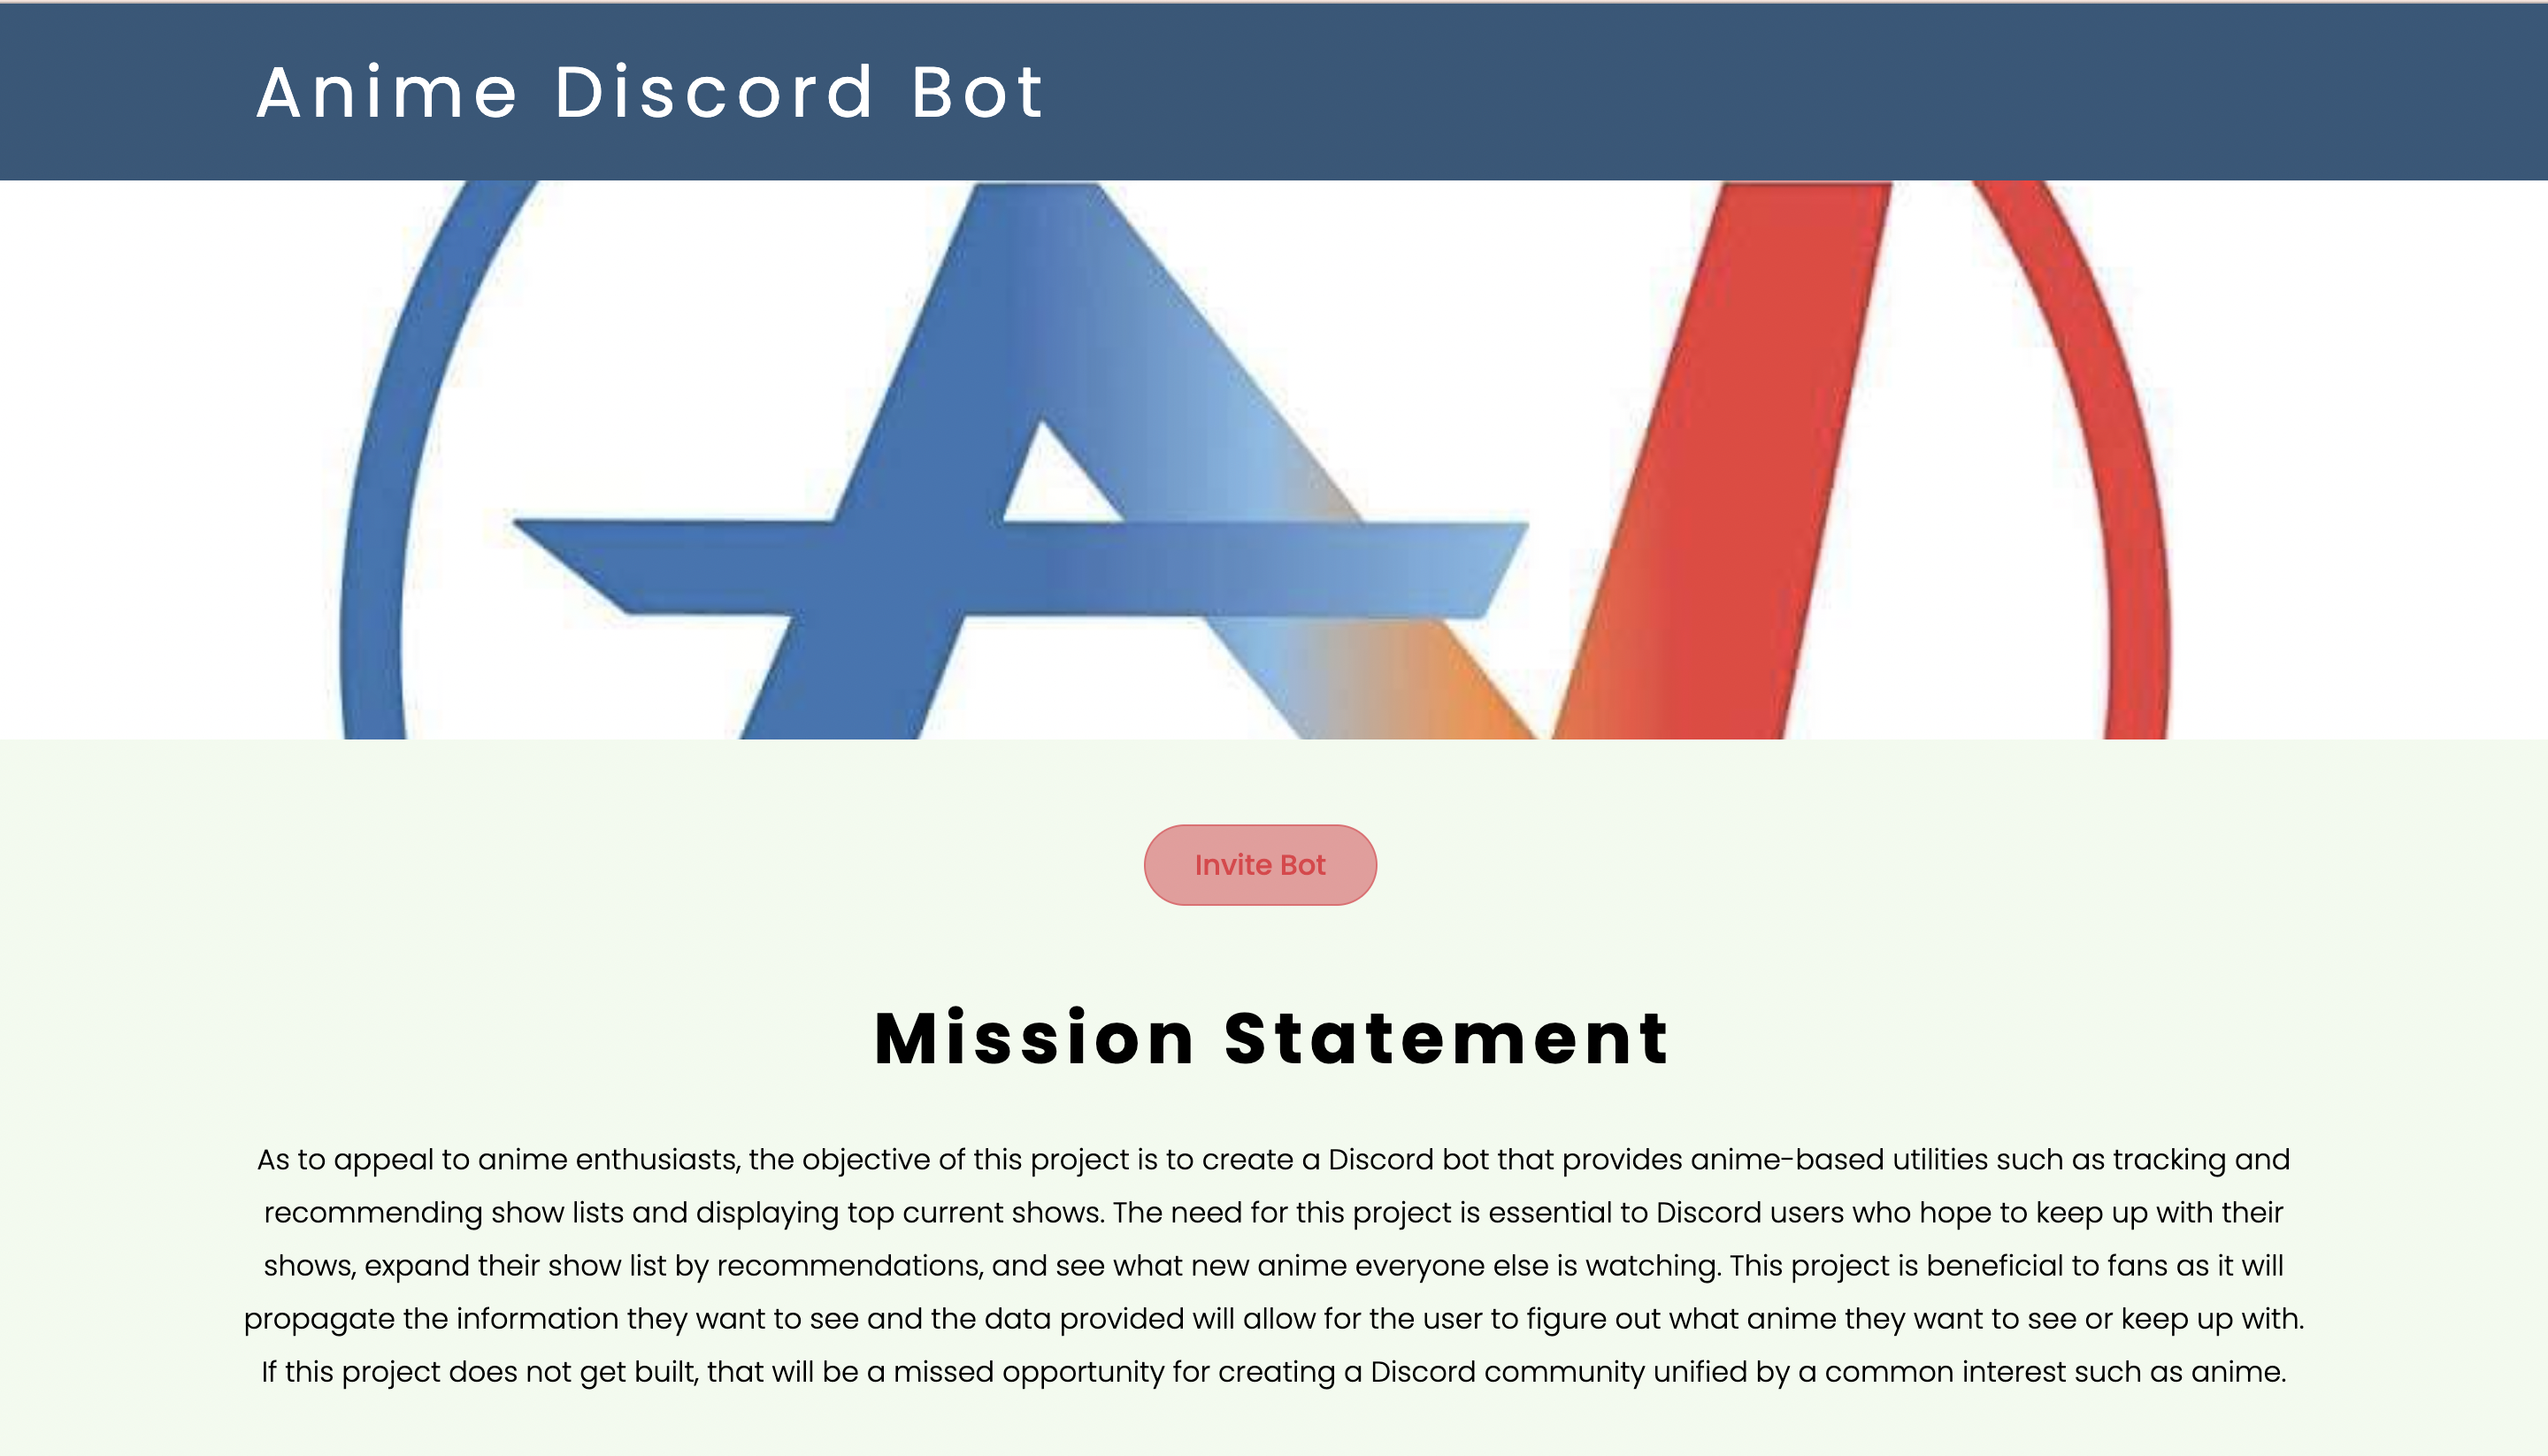 Anime Discord Bot
Invite Bot
Mission Statement
As to appeal to anime enthusiasts, the objective of this project is to create a Discord bot that provides anime-based utilities such as tracking and
recommending show lists and displaying top current shows. The need for this project is essential to Discord users who hope to keep up with their
shows, expand their show list by recommendations, and see what new anime everyone else is watching. This project is beneficial to fans as it will
propagate the information they want to see and the data provided will allow for the user to figure out what anime they want to see or keep up with.
If this project does not get built, that will be a missed opportunity for creating a Discord community unified by a common interest such as anime.